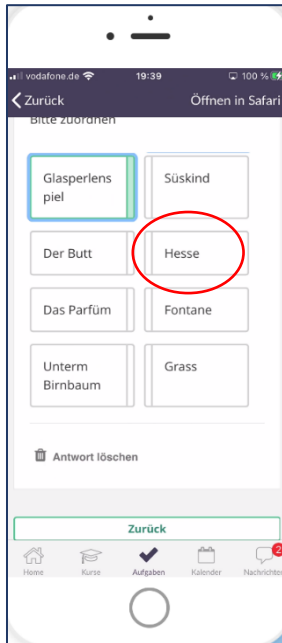 vodafone.de 19:39 100 %
Zurück Öffnen in Safari
Bitte zuordnen
Glasperlens
piel
Süskind
Der Butt
Hesse
Das Parfüm
Fontane
Unterm
Birnbaum
Grass
Antwort löschen
Zurück
2
Home Kurse Aufgaben Kalender Nachrichten